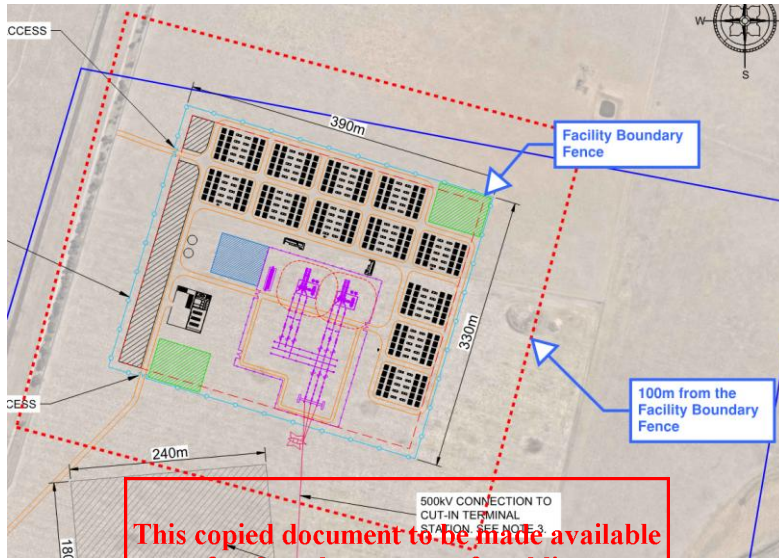 CCESS
W
S
390m
Facility Boundary
Fence
330m
100m from the
Facility Boundary
Fence
CESS
240m
500kV CONNECTION TO
CUT-IN TERMINAL
STATION. SEE NOTE 3.
This copied document to be made available